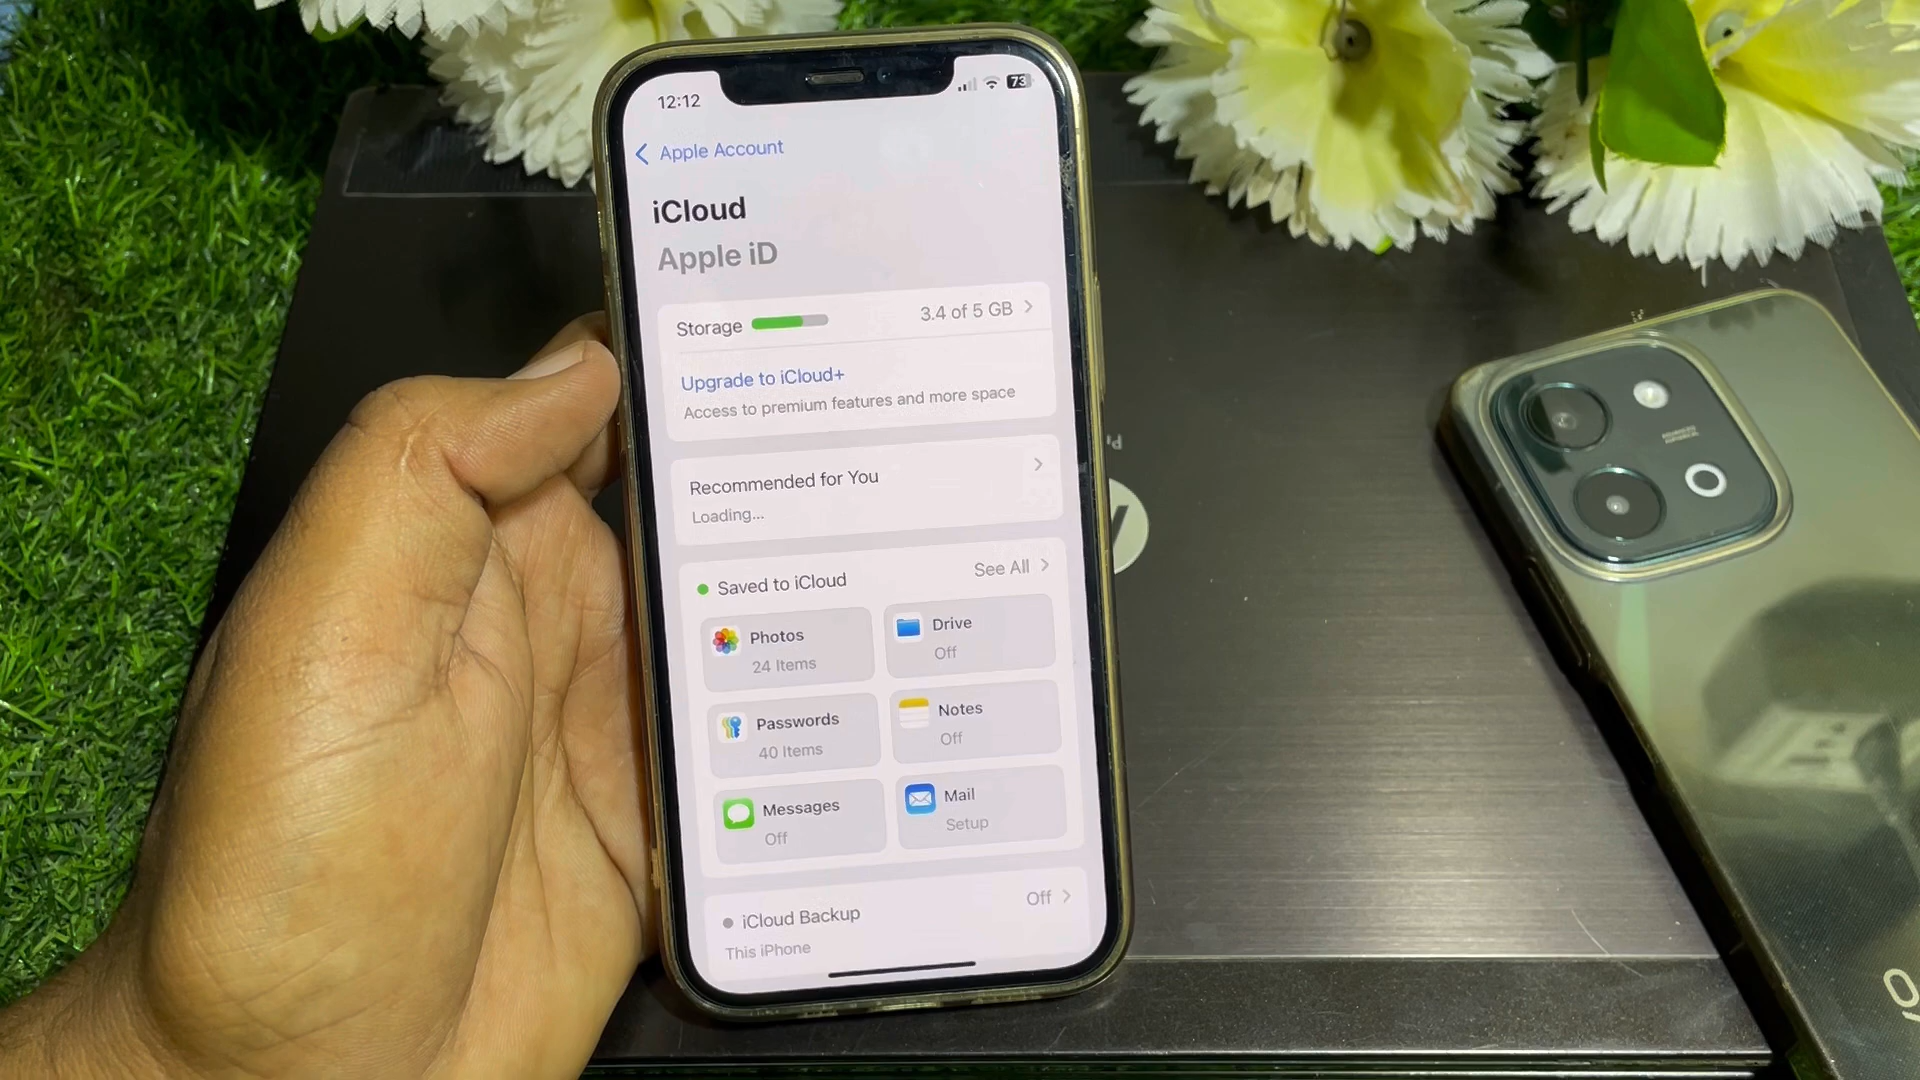 12:12
73
Apple Account
iCloud
Apple iD
Storage 3.4 of 5 GB
Upgrade to iCloud+
Access to premium features and more space
Recommended for You
Loading...
Saved to iCloud See All
Photos
24 Items
Drive
Off
Passwords
40 Items
Notes
Off
Messages
Off
Mail
Setup
iCloud Backup Off
This iPhone